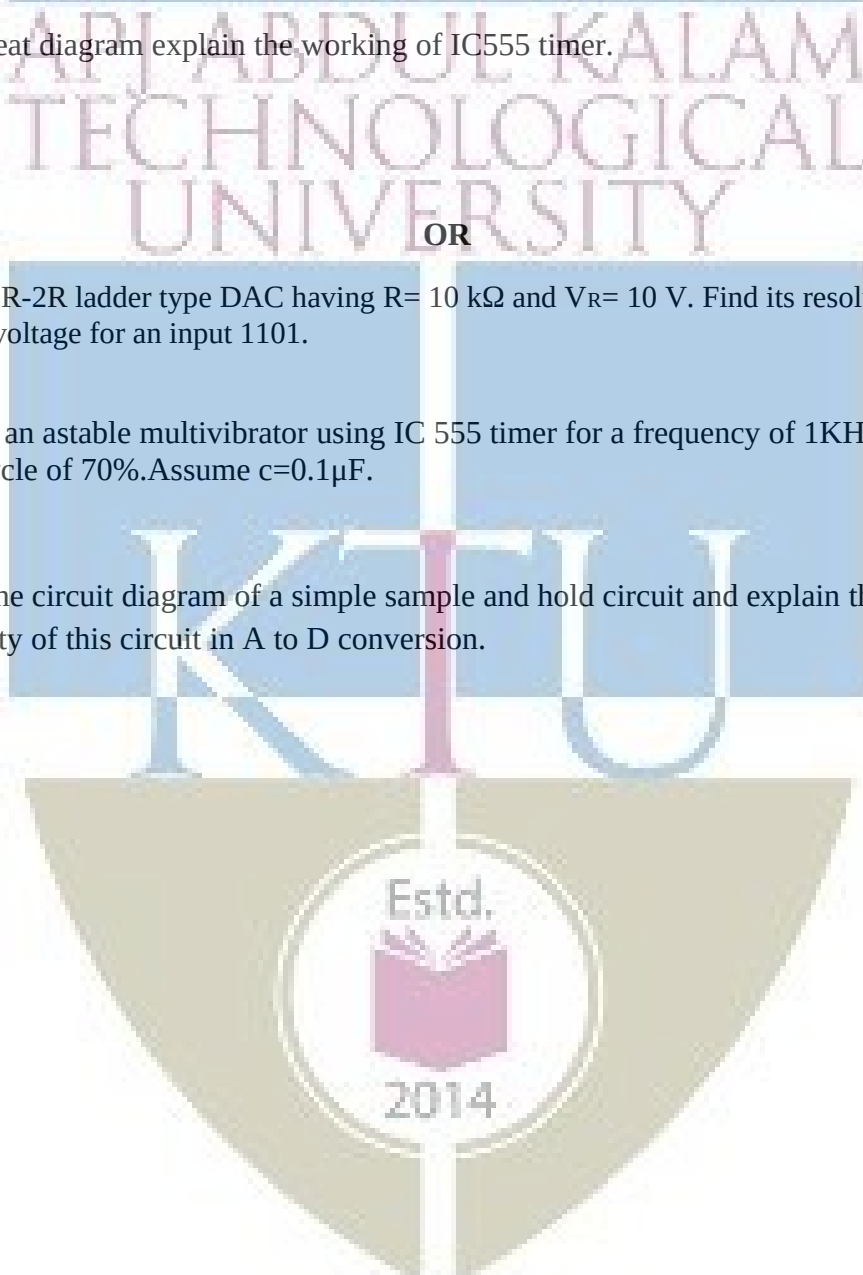 APJ ABDUL KALAM
eat diagram explain the working of IC555 timer.
TECHNOLOGICAL
UNIVERSITY
OR
R-2R ladder type DAC having R= 10 kΩ and VR= 10 V. Find its resol
voltage for an input 1101.
an astable multivibrator using IC 555 timer for a frequency of 1KH
cle of 70%.Assume c=0.1μF.
KTU
he circuit diagram of a simple sample and hold circuit and explain th
ty of this circuit in A to D conversion.
Estd.
2014